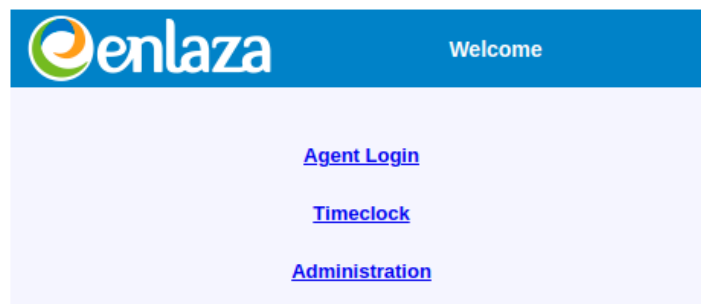 enlaza Welcome
Agent Login
Timeclock
Administration